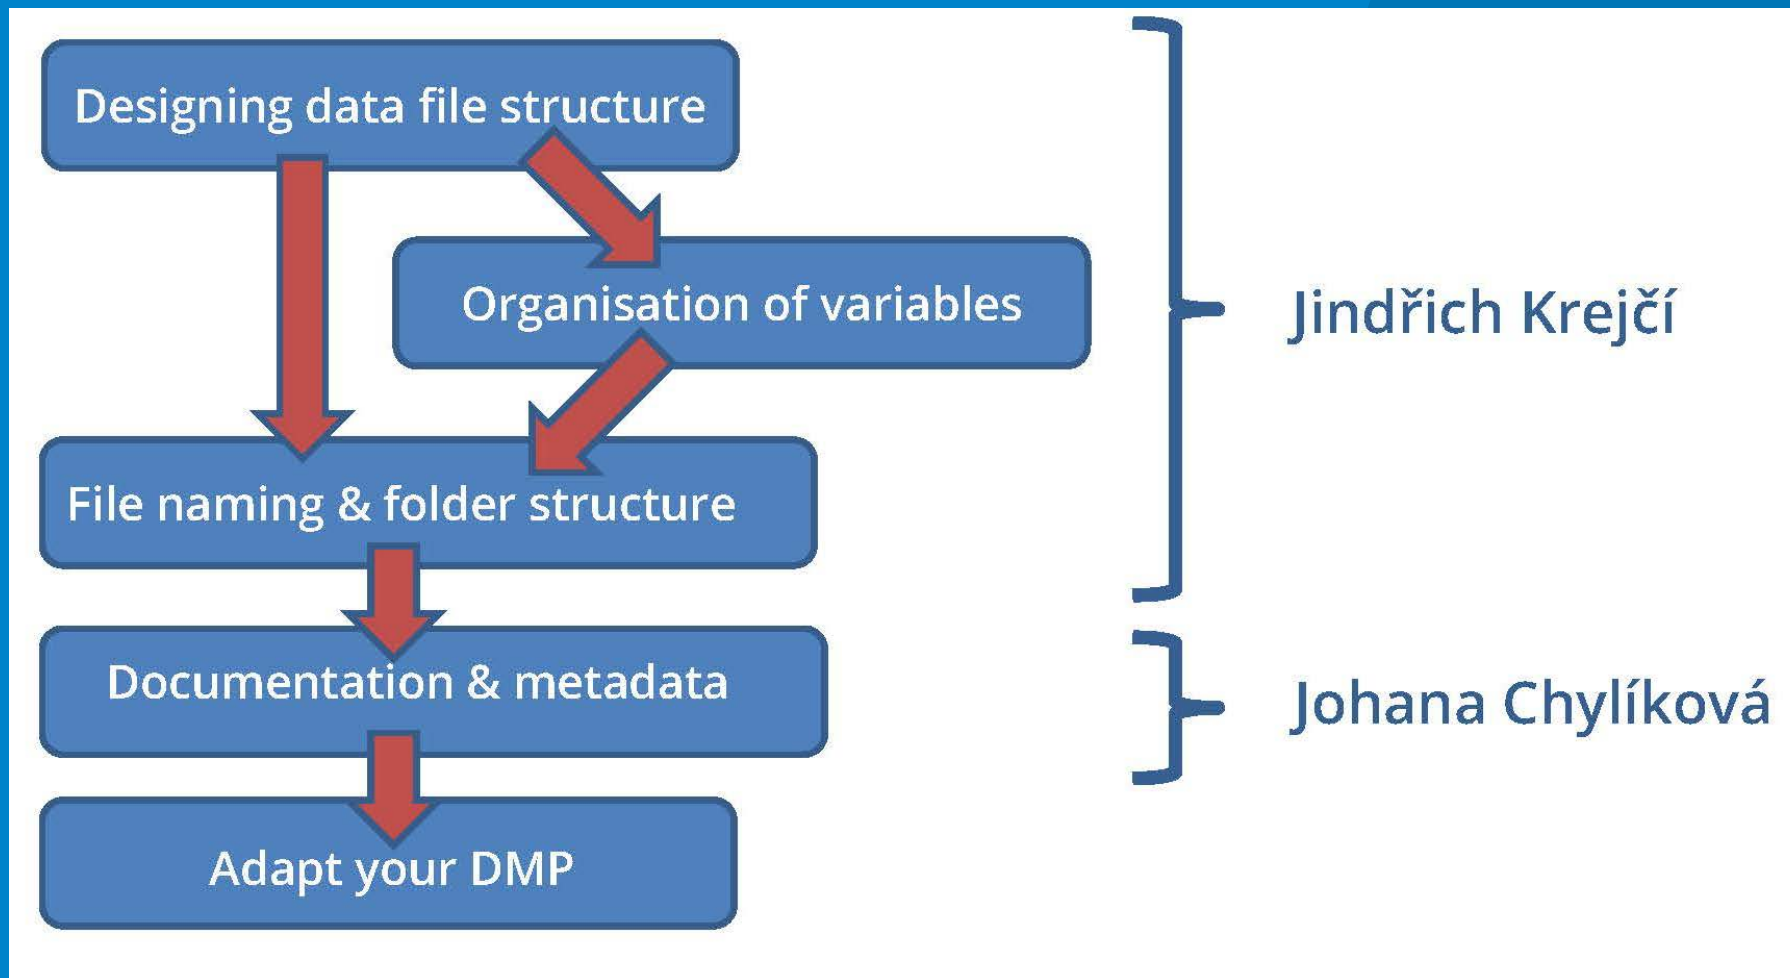 Designing data file structure
Organisation of variables
Jindřich Krejčí
File naming & folder structure
Documentation & metadata
Johana Chylíková
Adapt your DMP